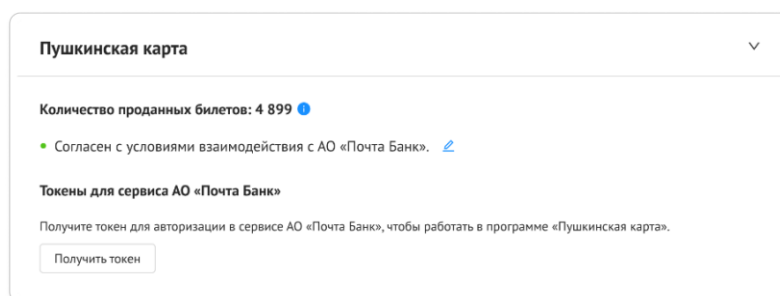 Пушкинская карта
Количество проданных билетов: 4 899
Согласен с условиями взаимодействия с АО «Почта Банк».
Токены для сервиса АО «Почта Банк»
Получите токен для авторизации в сервисе АО «Почта Банк», чтобы работать в программе «Пушкинская карта».
Получить токен